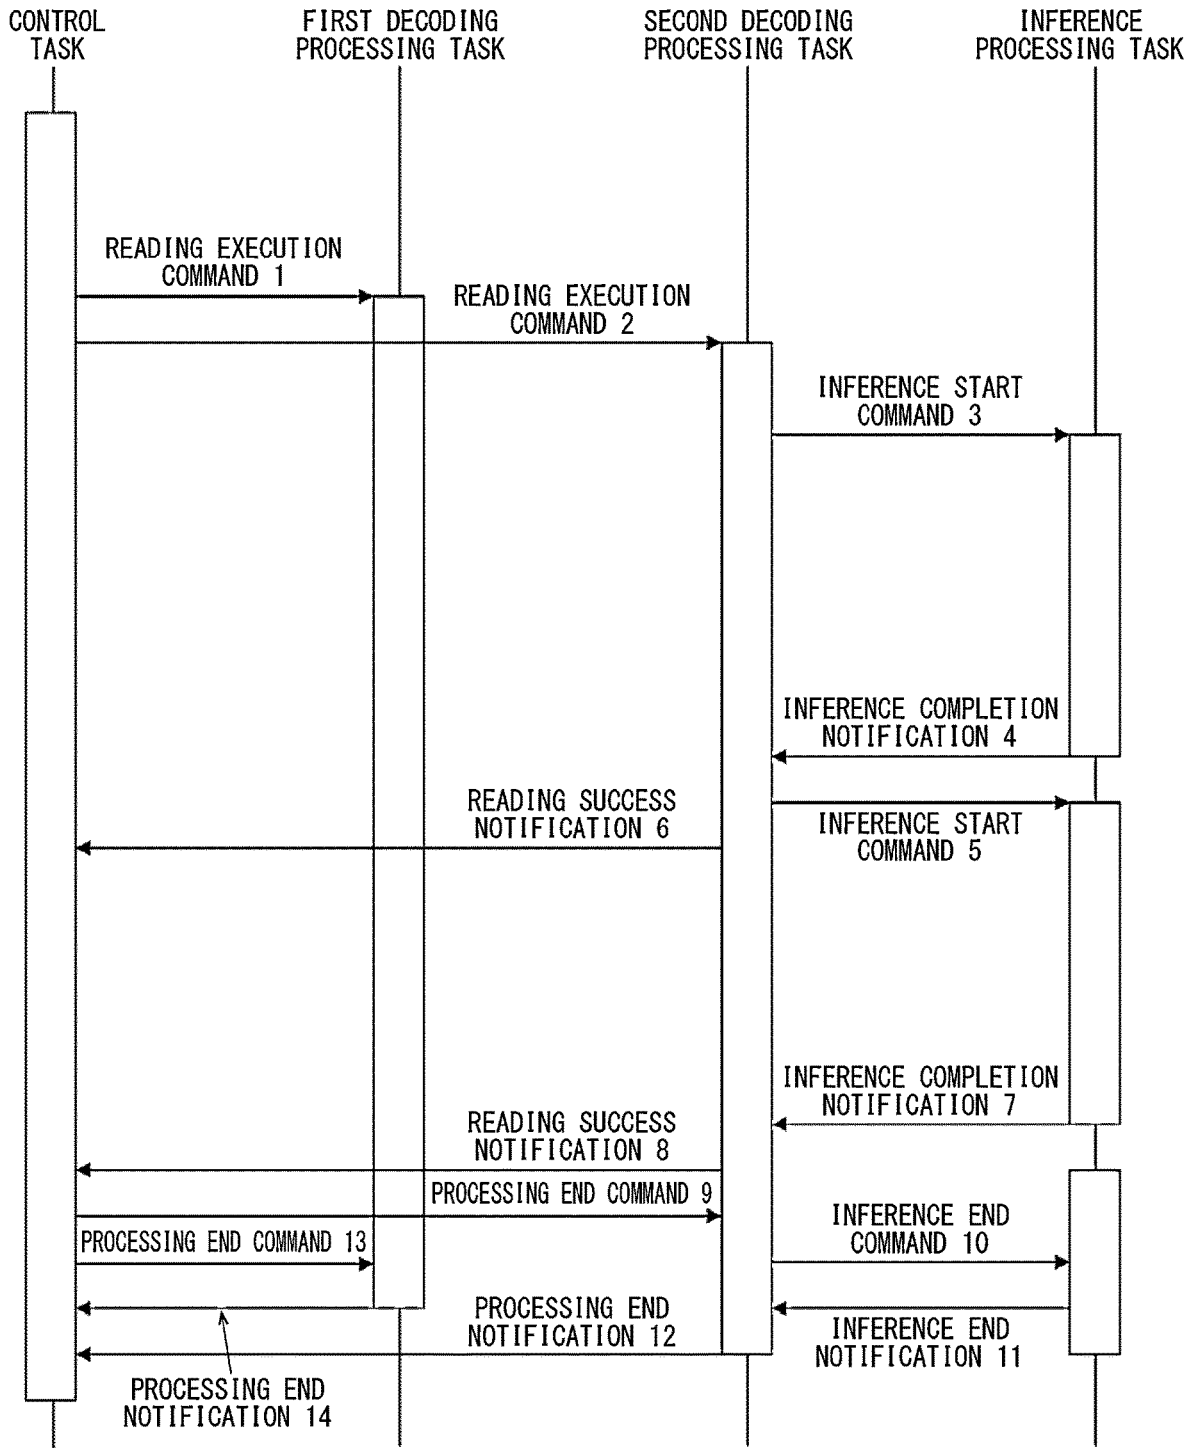 CONTROL
TASK
FIRST DECODING
PROCESSING TASK
SECOND DECODING
PROCESSING TASK
INFERENCE
PROCESSING TASK
READING EXECUTION
COMMAND 1
READING EXECUTION
COMMAND 2
INFERENCE START
COMMAND 3
INFERENCE COMPLETION
NOTIFICATION 4
READING SUCCESS
NOTIFICATION 6
INFERENCE START
COMMAND 5
INFERENCE COMPLETION
NOTIFICATION 7
READING SUCCESS
NOTIFICATION 8
PROCESSING END COMMAND 9
PROCESSING END COMMAND 13
INFERENCE END
COMMAND 10
PROCESSING END
NOTIFICATION 12
INFERENCE END
NOTIFICATION 11
PROCESSING END
NOTIFICATION 14